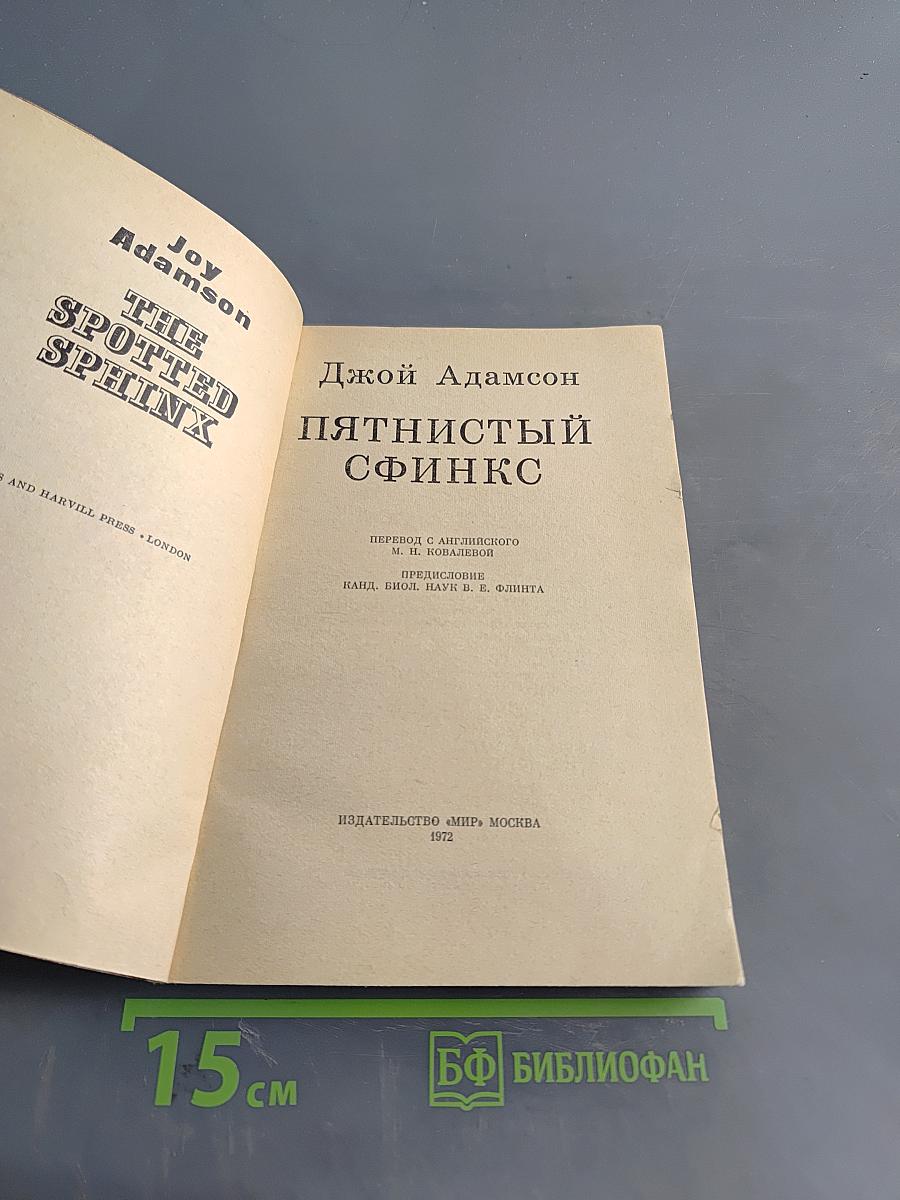 Joy
Adamson
THE
SPOTTED
SPHINX
AND HARVILL PRESS • LONDON
Джой Адамсон
ПЯТНИСТЫЙ
СФИНКС
ПЕРЕВОД С АНГЛИЙСКОГО
М. Н. КОВАЛЕВОЙ
ПРЕДИСЛОВИЕ
КАНД. БИОЛ. НАУК В. Е. ФЛИНТА
ИЗДАТЕЛЬСТВО «МИР» МОСКВА
1972
15 см
БФ БИБЛИОФАН